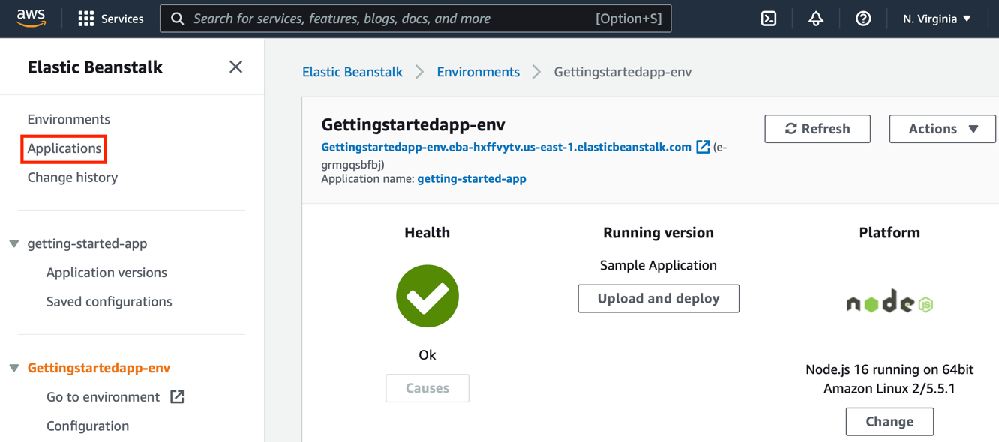 aws
Services
Search for services, features, blogs, docs, and more
[Option+S]
N. Virginia
Elastic Beanstalk
Environments
Applications
Change history
getting-started-app
Application versions
Saved configurations
Gettingstartedapp-env
Go to environment
Configuration
Elastic Beanstalk
Environments
Gettingstartedapp-env
Gettingstartedapp-env
Refresh
Actions
Gettingstartedapp-env.eba-hxffvytv.us-east-1.elasticbeanstalk.com (e-
grmgqsbfbj)
Application name: getting-started-app
Health
Ok
Causes
Running version
Sample Application
Upload and deploy
Platform
node
JS
Node.js 16 running on 64bit
Amazon Linux 2/5.5.1
Change